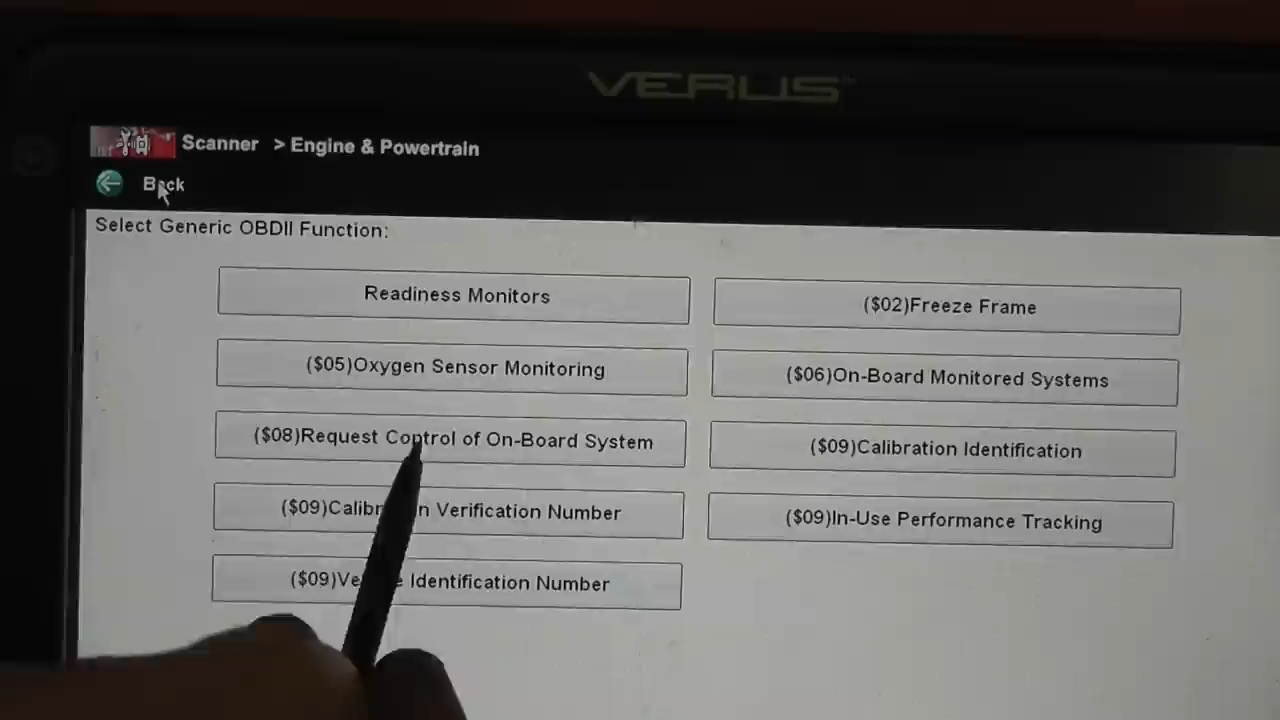 VERUS™
Scanner > Engine & Powertrain
Back
Select Generic OBDII Function:
Readiness Monitors
($02)Freeze Frame
($05)Oxygen Sensor Monitoring
($06)On-Board Monitored Systems
($08)Request Control of On-Board System
($09)Calibration Identification
($09) Verification Number
($09)In-Use Performance Tracking
($09) Identification Number